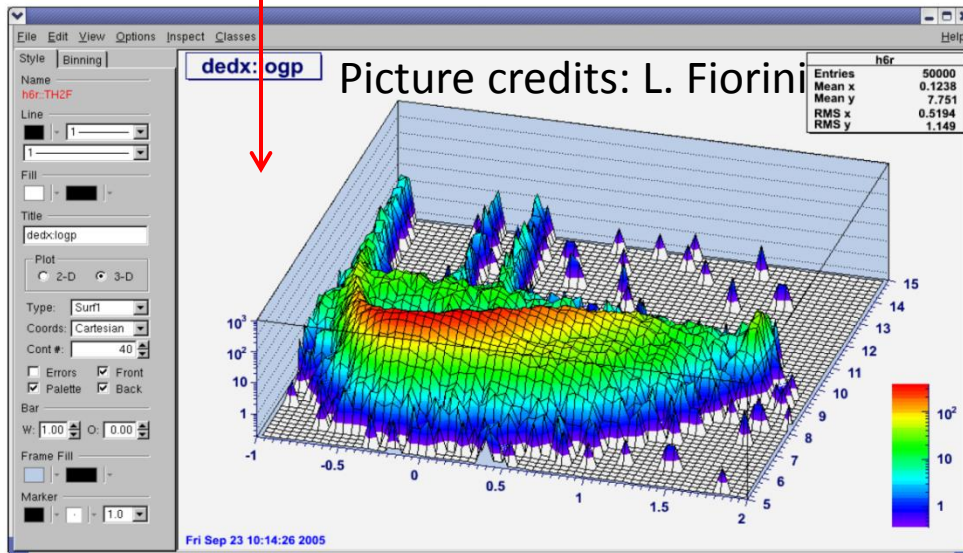 File Edit View Options Inspect Classes Help
Style Binning
Name
h6r::TH2F
Line
1
1
Fill
Title
dedx:logp
Plot
2-D 3-D
Type: Surf1
Coords: Cartesian
Cont #: 40
Errors Front
Palette Back
Bar
W: 1.00 O: 0.00
Frame Fill
Marker
1.0
dedx: ogp
Picture credits: L. Fiorini
h6r
Entries 50000
Mean x 0.1238
Mean y 7.751
RMS x 0.5194
RMS y 1.149
10³
10²
10
1
-1
-0.5
0
0.5
1
1.5
2
5
6
7
8
9
10
11
12
13
14
15
10²
10
1
Fri Sep 23 10:14:26 2005